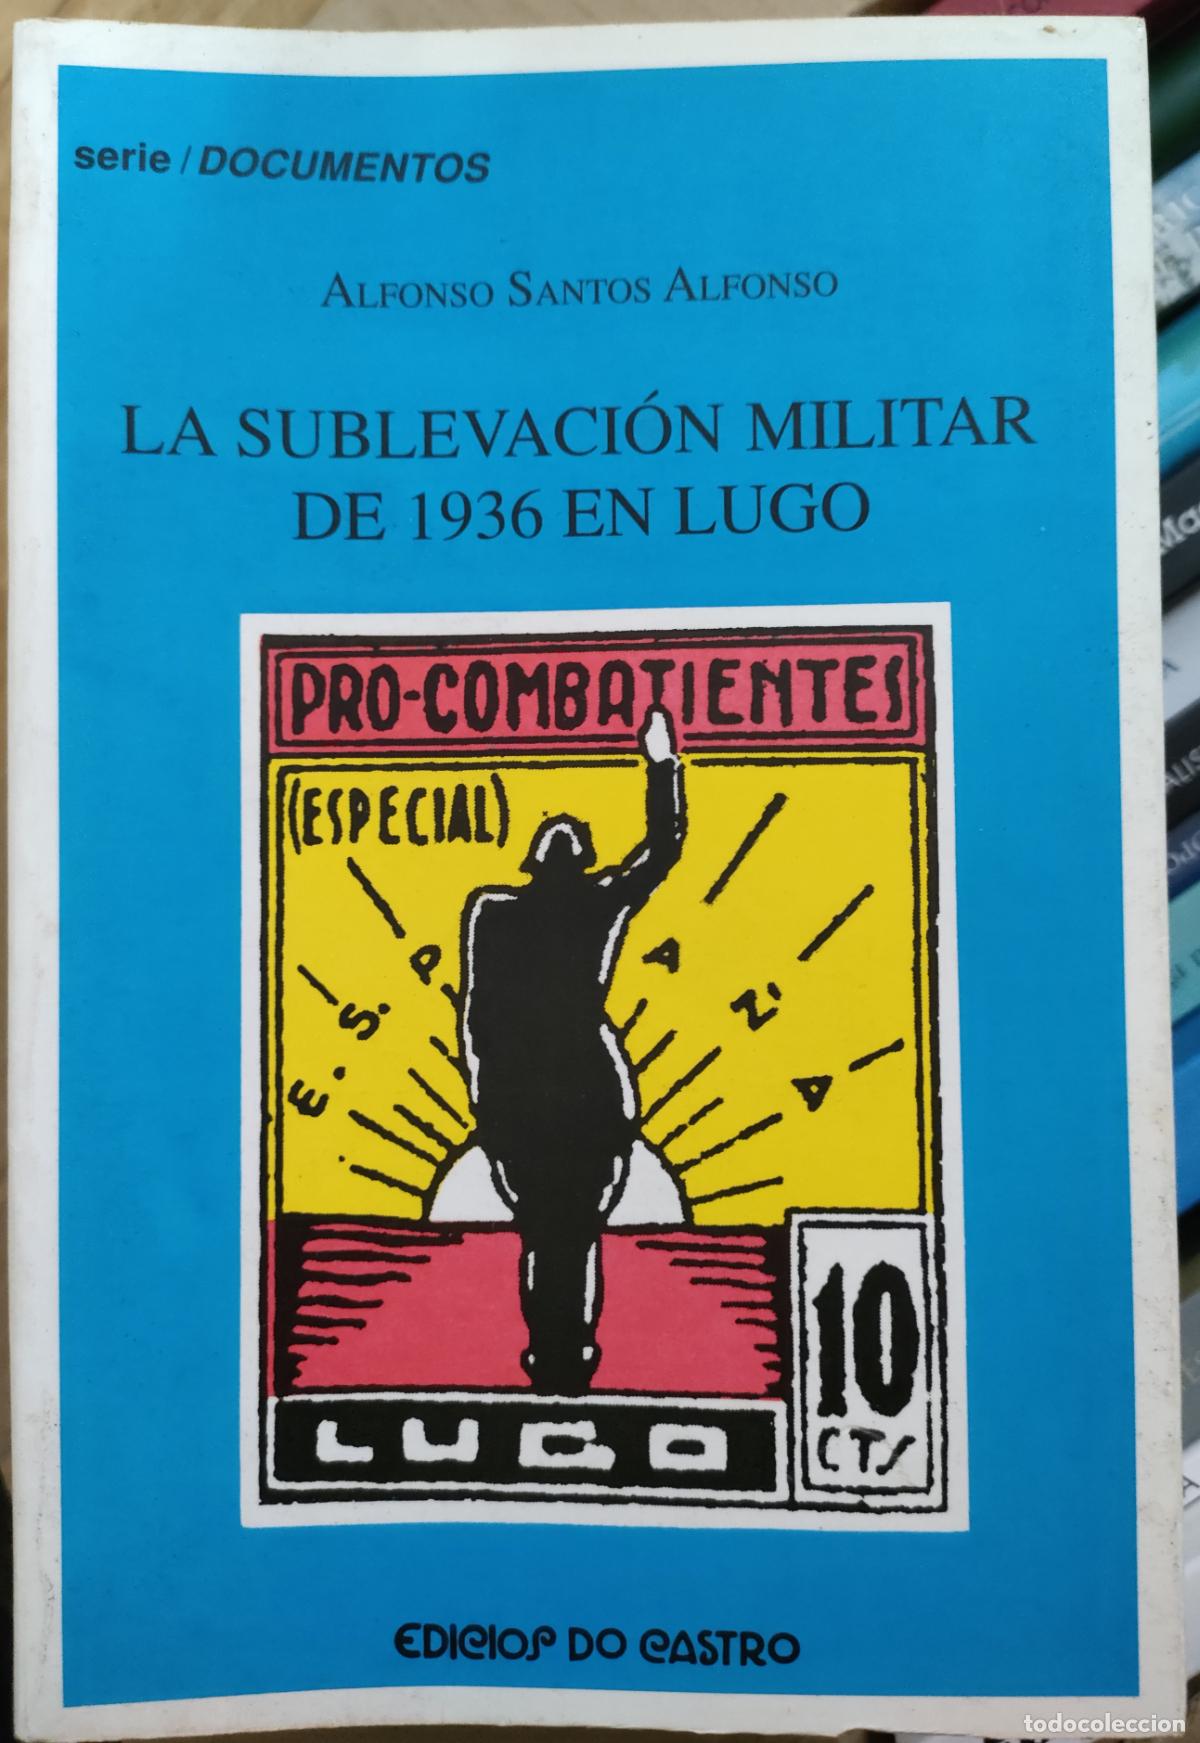 serie / DOCUMENTOS
ALFONSO SANTOS ALFONSO
LA SUBLEVACIÓN MILITAR
DE 1936 EN LUGO
PRO-COMBATIENTES
(ESPECIAL)
E. S. P. A Z, A
LUGO
10
CTS
EDICIOS DO CASTRO
todocoleccion